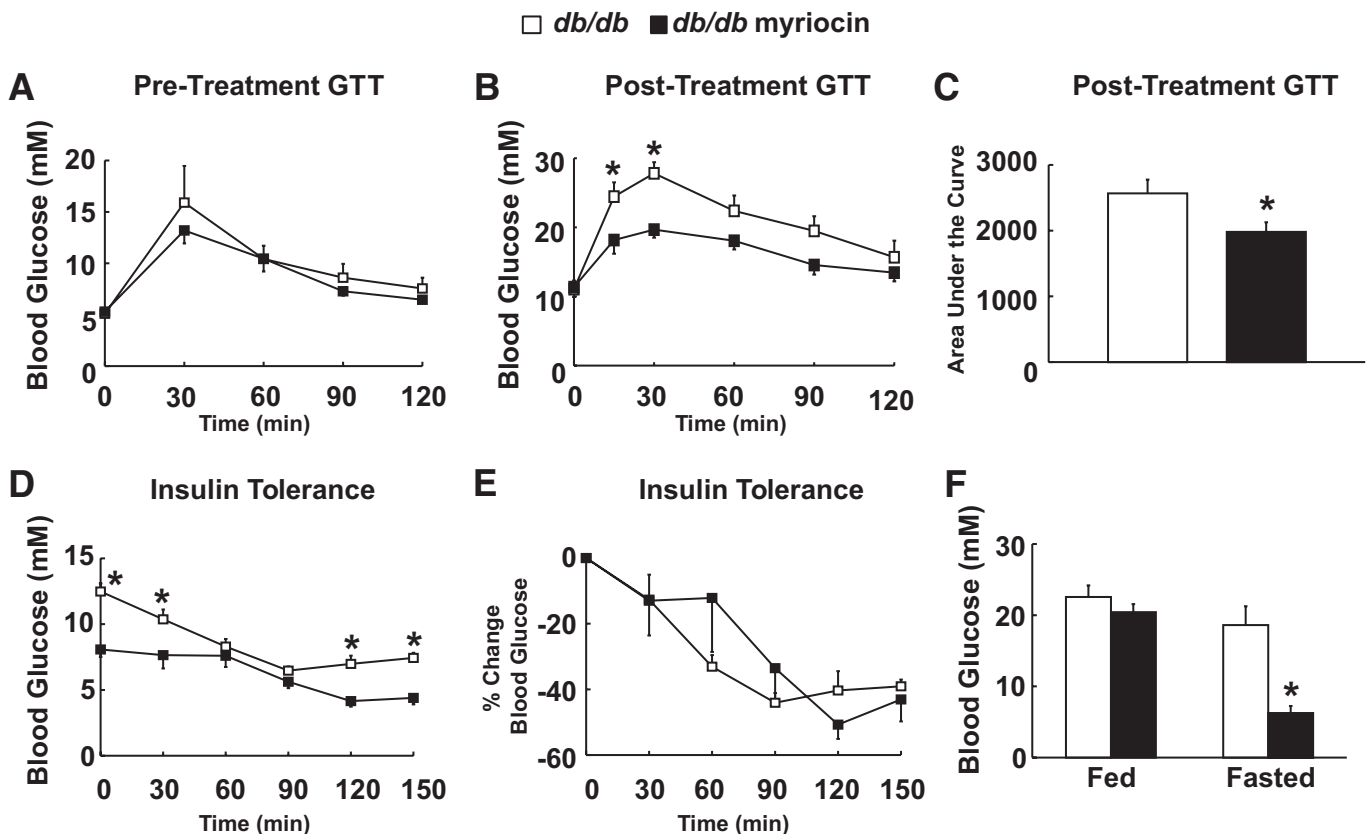 db/db db/db myriocin
A Pre-Treatment GTT
Blood Glucose (mM)
20
15
10
5
0
0 30 60 90 120
Time (min)
B Post-Treatment GTT
Blood Glucose (mM)
30
20
10
0
* *
0 30 60 90 120
Time (min)
C Post-Treatment GTT
Area Under the Curve
3000
2000
1000
0
*
D Insulin Tolerance
Blood Glucose (mM)
15
10
5
0
* * * *
0 30 60 90 120 150
Time (min)
E Insulin Tolerance
% Change
Blood Glucose
0
-20
-40
-60
0 30 60 90 120 150
Time (min)
F
Blood Glucose (mM)
30
20
10
0
*
Fed Fasted